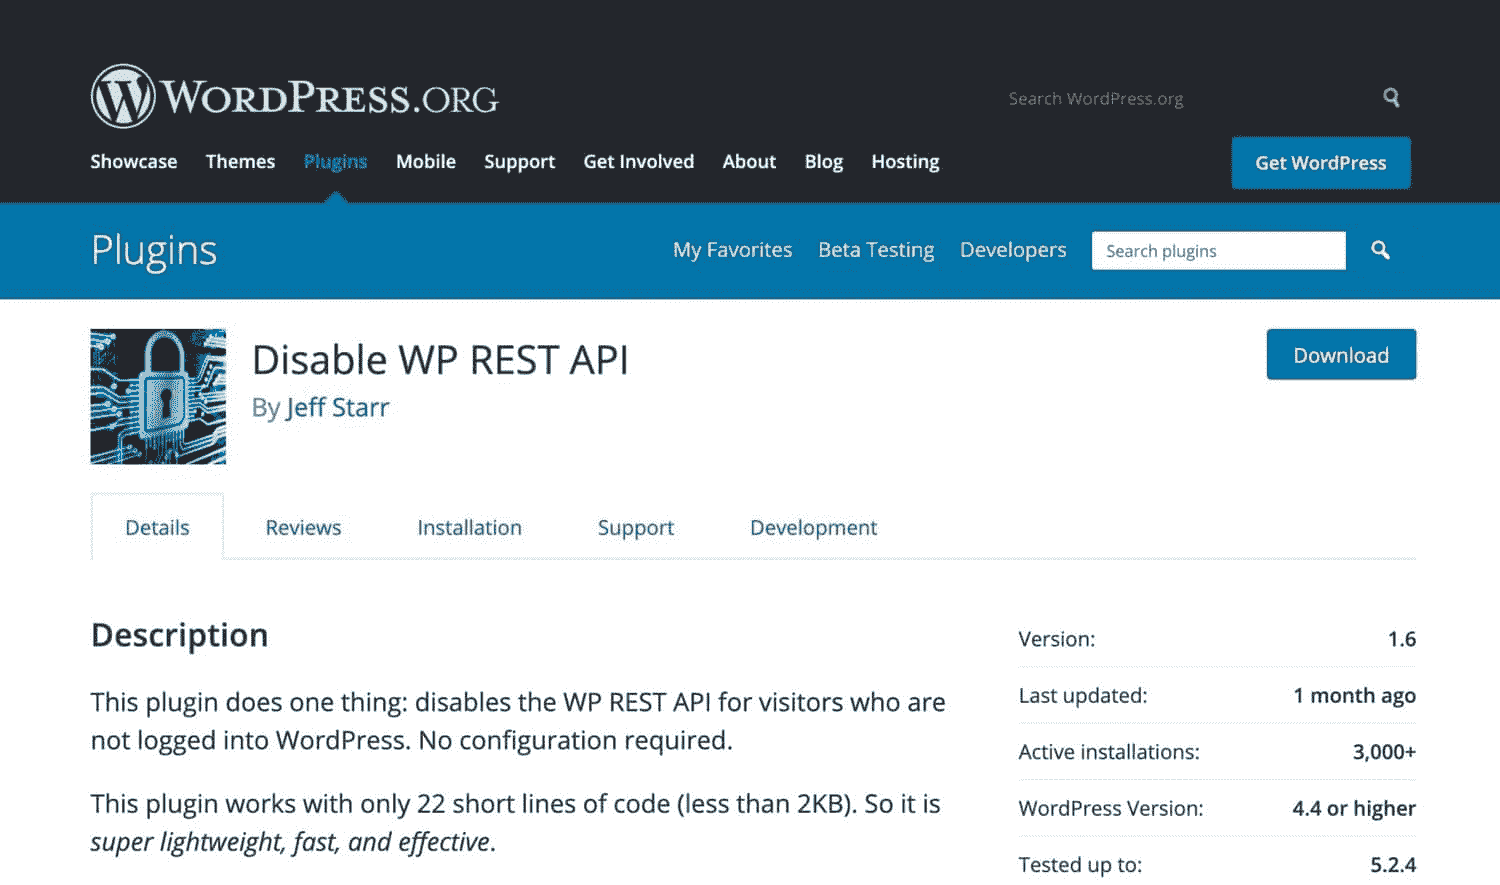 WORDPRESS.ORG
Search WordPress.org
Showcase Themes Plugins Mobile Support Get Involved About Blog Hosting
Get WordPress
Plugins
My Favorites Beta Testing Developers Search plugins
Disable WP REST API
By Jeff Starr
Download
Details Reviews Installation Support Development
Description
This plugin does one thing: disables the WP REST API for visitors who are
not logged into WordPress. No configuration required.
This plugin works with only 22 short lines of code (less than 2KB). So it is
super lightweight, fast, and effective.
Version: 1.6
Last updated: 1 month ago
Active installations: 3,000+
WordPress Version: 4.4 or higher
Tested up to: 5.2.4